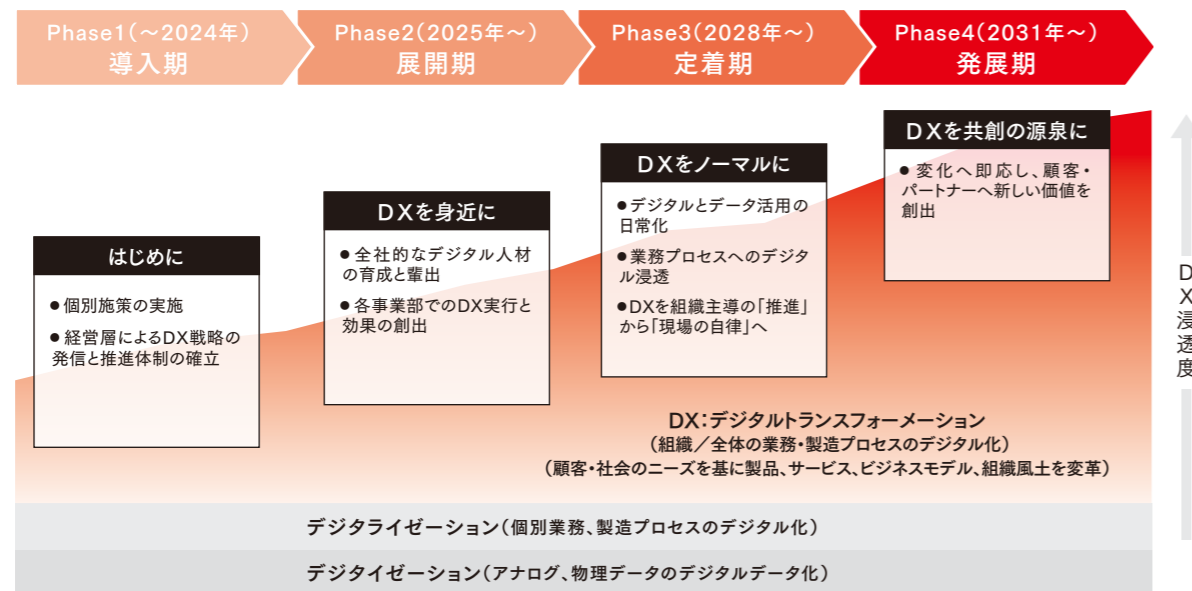 Phase1(～2024年)
導入期
Phase2(2025年～)
展開期
Phase3(2028年～)
定着期
Phase4(2031年～)
発展期
はじめに
●個別施策の実施
●経営層によるDX戦略の
発信と推進体制の確立
DXを身近に
●全社的なデジタル人材
の育成と輩出
●各事業部でのDX実行と
効果の創出
DXをノーマルに
●デジタルとデータ活用の
日常化
●業務プロセスへのデジタ
ル浸透
●DXを組織主導の「推進」
から「現場の自律」へ
DXを共創の源泉に
●変化へ即応し、顧客・
パートナーへ新しい価値を
創出
DX浸透度
DX：デジタルトランスフォーメーション
（組織／全体の業務・製造プロセスのデジタル化）
（顧客・社会のニーズを基に製品、サービス、ビジネスモデル、組織風土を変革）
デジタライゼーション（個別業務、製造プロセスのデジタル化）
デジタイゼーション（アナログ、物理データのデジタルデータ化）